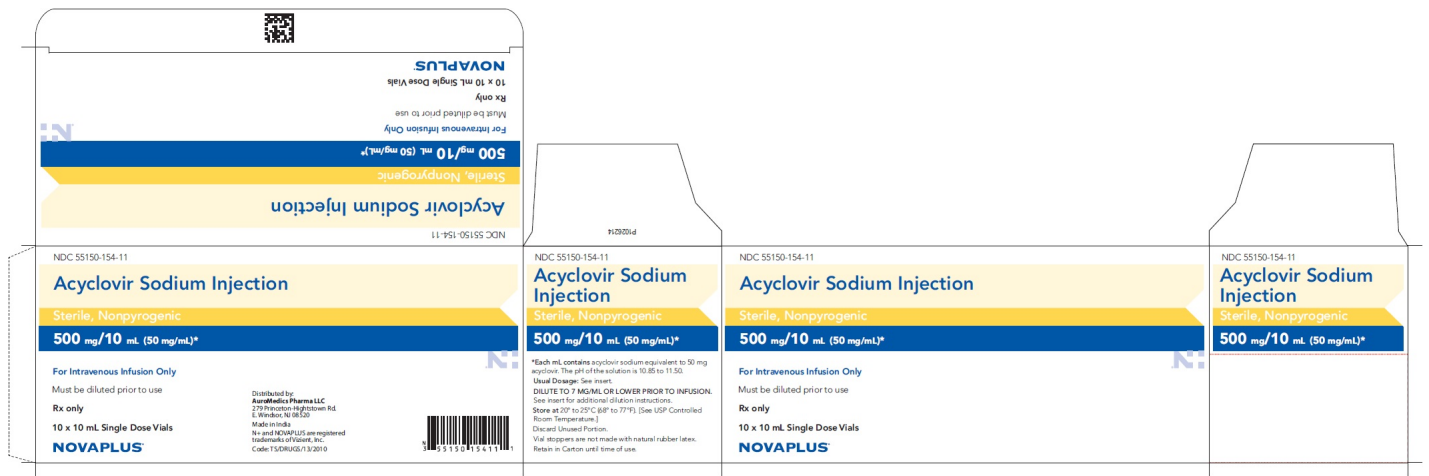 NOVAPLUS®
10 x 10 mL Single Dose Vials
Rx only
Must be diluted prior to use
For Intravenous Infusion Only
N+
500 mg/10 mL (50 mg/mL)*
Sterile, Nonpyrogenic
Acyclovir Sodium Injection
NDC 55150-154-11
P1026214
NDC 55150-154-11
Acyclovir Sodium Injection
Sterile, Nonpyrogenic
500 mg/10 mL (50 mg/mL)*
N+
For Intravenous Infusion Only
Must be diluted prior to use
Rx only
10 x 10 mL Single Dose Vials
NOVAPLUS®
Distributed by:
AuroMedics Pharma LLC
279 Princeton-Hightstown Rd.
E. Windsor, NJ 08520
Made in India
N+ and NOVAPLUS are registered
trademarks of Vizient, Inc.
Code: TS/DRUGS/13/2010
N
3 55150 15411 1
NDC 55150-154-11
Acyclovir Sodium
Injection
Sterile, Nonpyrogenic
500 mg/10 mL (50 mg/mL)*
*Each mL contains acyclovir sodium equivalent to 50 mg
acyclovir. The pH of the solution is 10.85 to 11.50.
Usual Dosage: See insert.
DILUTE TO 7 MG/ML OR LOWER PRIOR TO INFUSION.
See insert for additional dilution instructions.
Store at 20° to 25°C (68° to 77°F). [See USP Controlled
Room Temperature.]
Discard Unused Portion.
Vial stoppers are not made with natural rubber latex.
Retain in Carton until time of use.
NDC 55150-154-11
Acyclovir Sodium Injection
Sterile, Nonpyrogenic
500 mg/10 mL (50 mg/mL)*
N+
For Intravenous Infusion Only
Must be diluted prior to use
Rx only
10 x 10 mL Single Dose Vials
NOVAPLUS®
NDC 55150-154-11
Acyclovir Sodium
Injection
Sterile, Nonpyrogenic
500 mg/10 mL (50 mg/mL)*